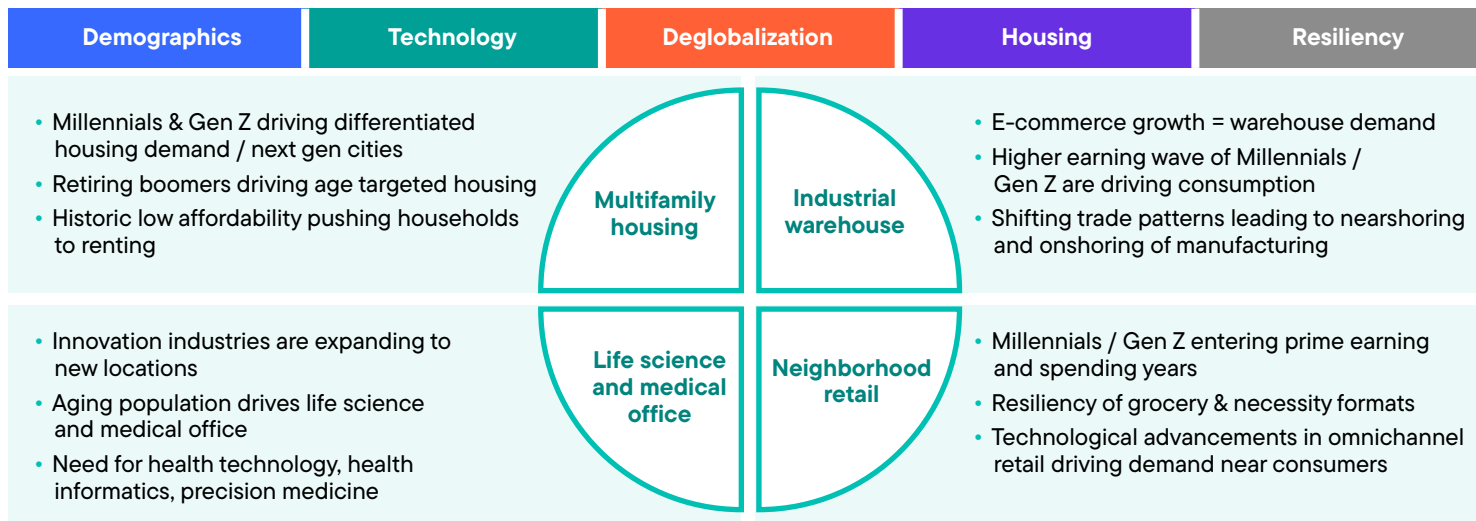 Demographics
Technology
Deglobalization
Housing
Resiliency
• Millennials & Gen Z driving differentiated
housing demand / next gen cities
• Retiring boomers driving age targeted housing
• Historic low affordability pushing households
to renting
Multifamily
housing
Industrial
warehouse
• E-commerce growth = warehouse demand
• Higher earning wave of Millennials /
Gen Z are driving consumption
• Shifting trade patterns leading to nearshoring
and onshoring of manufacturing
• Innovation industries are expanding to
new locations
• Aging population drives life science
and medical office
• Need for health technology, health
informatics, precision medicine
Life science
and medical
office
Neighborhood
retail
• Millennials / Gen Z entering prime earning
and spending years
• Resiliency of grocery & necessity formats
• Technological advancements in omnichannel
retail driving demand near consumers